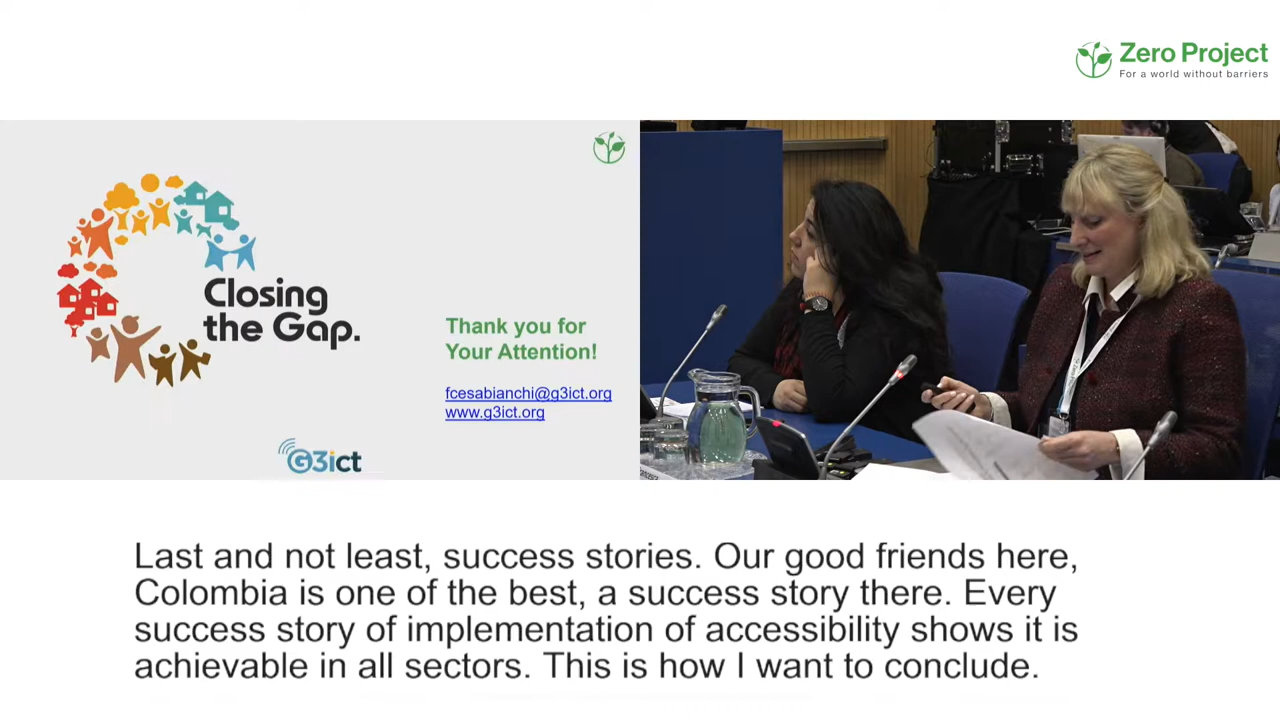 Zero Project
For a world without barriers
Closing
the Gap.
Thank you for
Your Attention!
fcesabianchi@g3ict.org
www.g3ict.org
G3ict
Last and not least, success stories. Our good friends here,
Colombia is one of the best, a success story there. Every
success story of implementation of accessibility shows it is
achievable in all sectors. This is how I want to conclude.